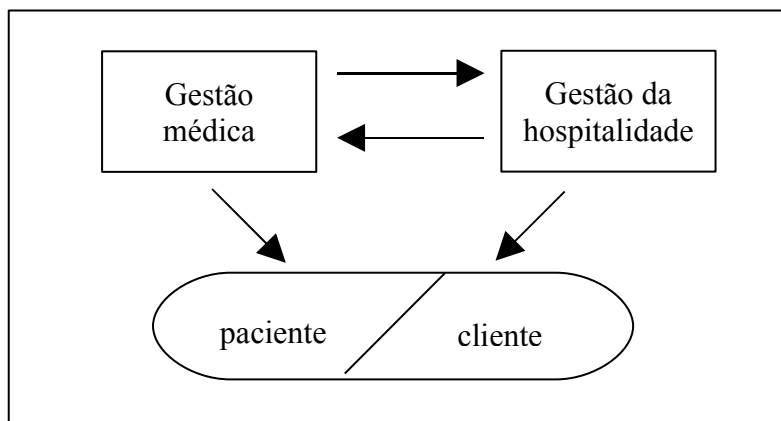 Gestão
médica
Gestão da
hospitalidade
paciente
cliente